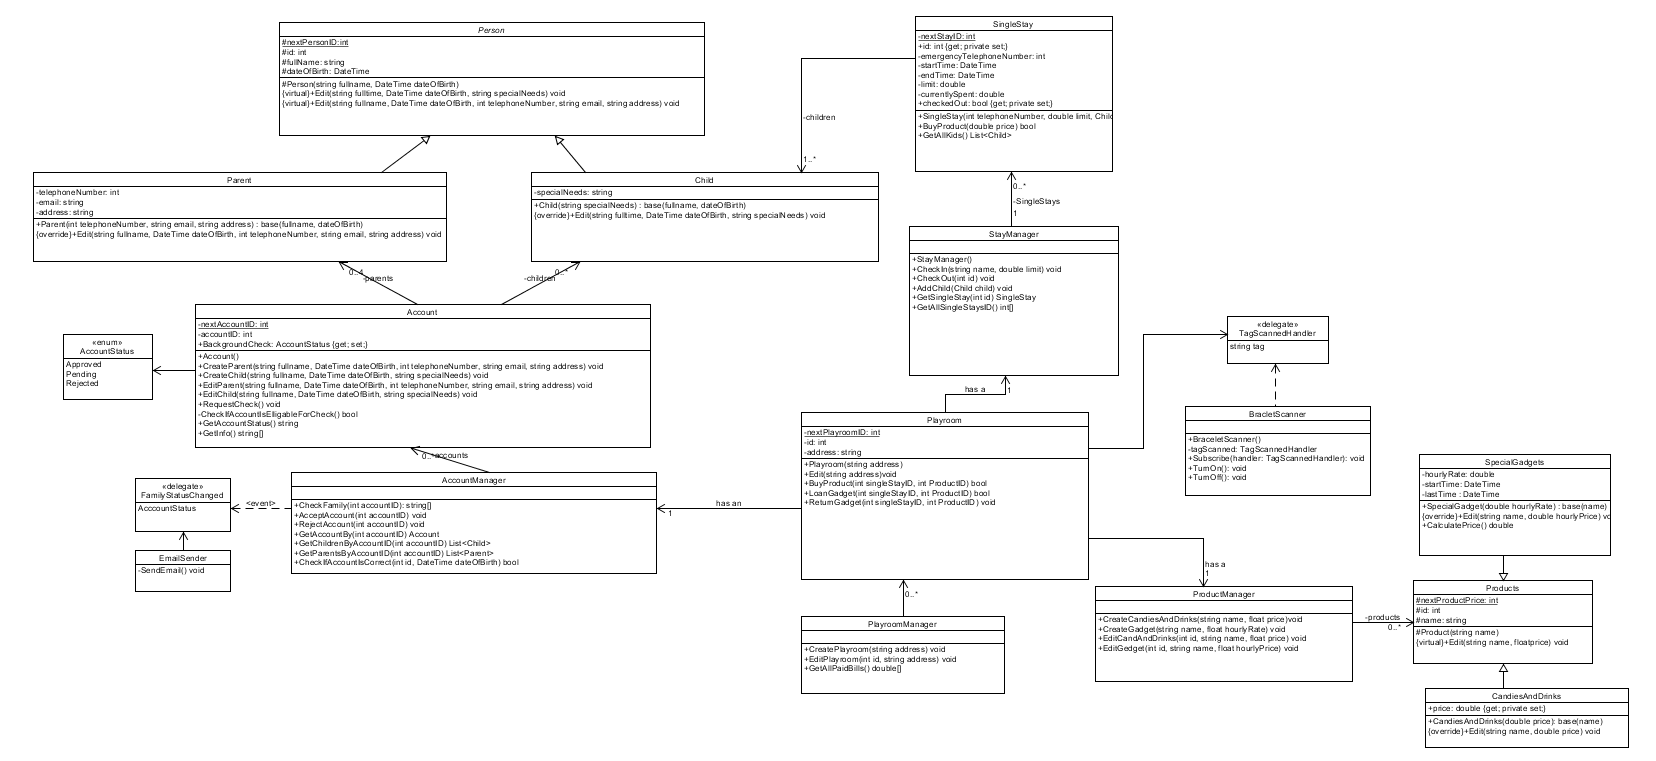 Person
#nextPersonID:int
#id: int
#fullName: string
#dateOfBirth: DateTime
#Person(string fullname, DateTime dateOfBirth)
{virtual}+Edit(string fulltime, DateTime dateOfBirth, string specialNeeds) void
{virtual}+Edit(string fullname, DateTime dateOfBirth, int telephoneNumber, string email, string address) void
SingleStay
-nextStayID: int
+id: int {get; private set;}
-emergencyTelephoneNumber: int
-startTime: DateTime
-endTime: DateTime
-limit: double
-currentlySpent: double
+checkedOut: bool {get; private set;}
+SingleStay(int telephoneNumber, double limit, Child
+BuyProduct(double price) bool
+GetAllKids() List<Child>
-children
1..*
Parent
-telephoneNumber: int
-email: string
-address: string
+Parent(int telephoneNumber, string email, string address) : base(fullname, dateOfBirth)
{override}+Edit(string fullname, DateTime dateOfBirth, int telephoneNumber, string email, string address) void
Child
-specialNeeds: string
+Child(string specialNeeds) : base(fullname, dateOfBirth)
{override}+Edit(string fulltime, DateTime dateOfBirth, string specialNeeds) void
0..*
-SingleStays
1
StayManager
+StayManager()
+CheckIn(string name, double limit) void
+CheckOut(int id) void
+AddChild(Child child) void
+GetSingleStay(int id) SingleStay
+GetAllSingleStaysID() int[]
0..4
-parents
0..*
-children
Account
-nextAccountID: int
-accountID: int
+BackgroundCheck: AccountStatus {get; set;}
+Account()
+CreateParent(string fullname, DateTime dateOfBirth, int telephoneNumber, string email, string address) void
+CreateChild(string fullname, DateTime dateOfBirth, string specialNeeds) void
+EditParent(string fullname, DateTime dateOfBirth, int telephoneNumber, string email, string address) void
+EditChild(string fullname, DateTime dateOfBirth, string specialNeeds) void
+RequestCheck() void
-CheckIfAccountIsElligableForCheck() bool
+GetAccountStatus() string
+GetInfo() string[]
«enum»
AccountStatus
Approved
Pending
Rejected
«delegate»
TagScannedHandler
string tag
has a
1
Playroom
-nextPlayroomID: int
-id: int
-address: string
+Playroom(string address)
+Edit(string address)void
+BuyProduct(int singleStayID, int ProductID) bool
+LoanGadget(int singleStayID, int ProductID) bool
+ReturnGadget(int singleStayID, int ProductID) void
BracletScanner
+BraceletScanner()
-tagScanned: TagScannedHandler
+Subscribe(handler: TagScannedHandler): void
+TurnOn(): void
+TurnOff(): void
0..*
-accounts
AccountManager
+CheckFamily(int accountID): string[]
+AcceptAccount(int accountID) void
+RejectAccount(int accountID) void
+GetAccountBy(int accountID) Account
+GetChildrenByAccountID(int accountID) List<Child>
+GetParentsByAccountID(int accountID) List<Parent>
+CheckIfAccountIsCorrect(int id, DateTime dateOfBirth) bool
«delegate»
FamilyStatusChanged
AcccountStatus
<event>
EmailSender
-SendEmail() void
has an
1
SpecialGadgets
-hourlyRate: double
-startTime: DateTime
-lastTime : DateTime
+SpecialGadget(double hourlyRate) : base(name)
{override}+Edit(string name, double hourlyPrice) vo
+CalculatePrice() double
has a
1
ProductManager
+CreateCandiesAndDrinks(string name, float price)void
+CreateGadget(string name, float hourlyRate) void
+EditCandAndDrinks(int id, string name, float price) void
+EditGedget(int id, string name, float hourlyPrice) void
-products
0..*
Products
#nextProductPrice: int
#id: int
#name: string
#Product(string name)
{virtual}+Edit(string name, floatprice) void
0..*
PlayroomManager
+CreatePlayroom(string address) void
+EditPlayroom(int id, string address) void
+GetAllPaidBills() double[]
CandiesAndDrinks
+price: double {get; private set;}
+CandiesAndDrinks(double price): base(name)
{override}+Edit(string name, double price) void